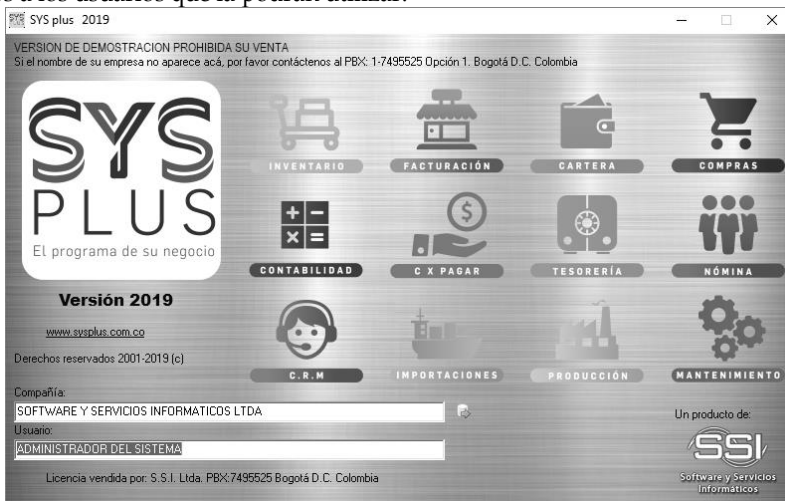 s a los usuarios que la podrán utilizar.
SYS plus 2019
VERSION DE DEMOSTRACION PROHIBIDA SU VENTA
Si el nombre de su empresa no aparece acá, por favor contáctenos al PBX: 1-7495525 Opción 1. Bogotá D.C. Colombia
SYS
PLUS
El programa de su negocio
INVENTARIO FACTURACIÓN CARTERA COMPRAS
CONTABILIDAD C X PAGAR TESORERÍA NÓMINA
C.R.M IMPORTACIONES PRODUCCIÓN MANTENIMIENTO
Versión 2019
www.sysplus.com.co
Derechos reservados 2001-2019 (c)
Compañía:
SOFTWARE Y SERVICIOS INFORMATICOS LTDA
Usuario:
ADMINISTRADOR DEL SISTEMA
Licencia vendida por: S.S.I. Ltda. PBX:7495525 Bogotá D.C. Colombia
Un producto de:
SSI
Software y Servicios
Informáticos